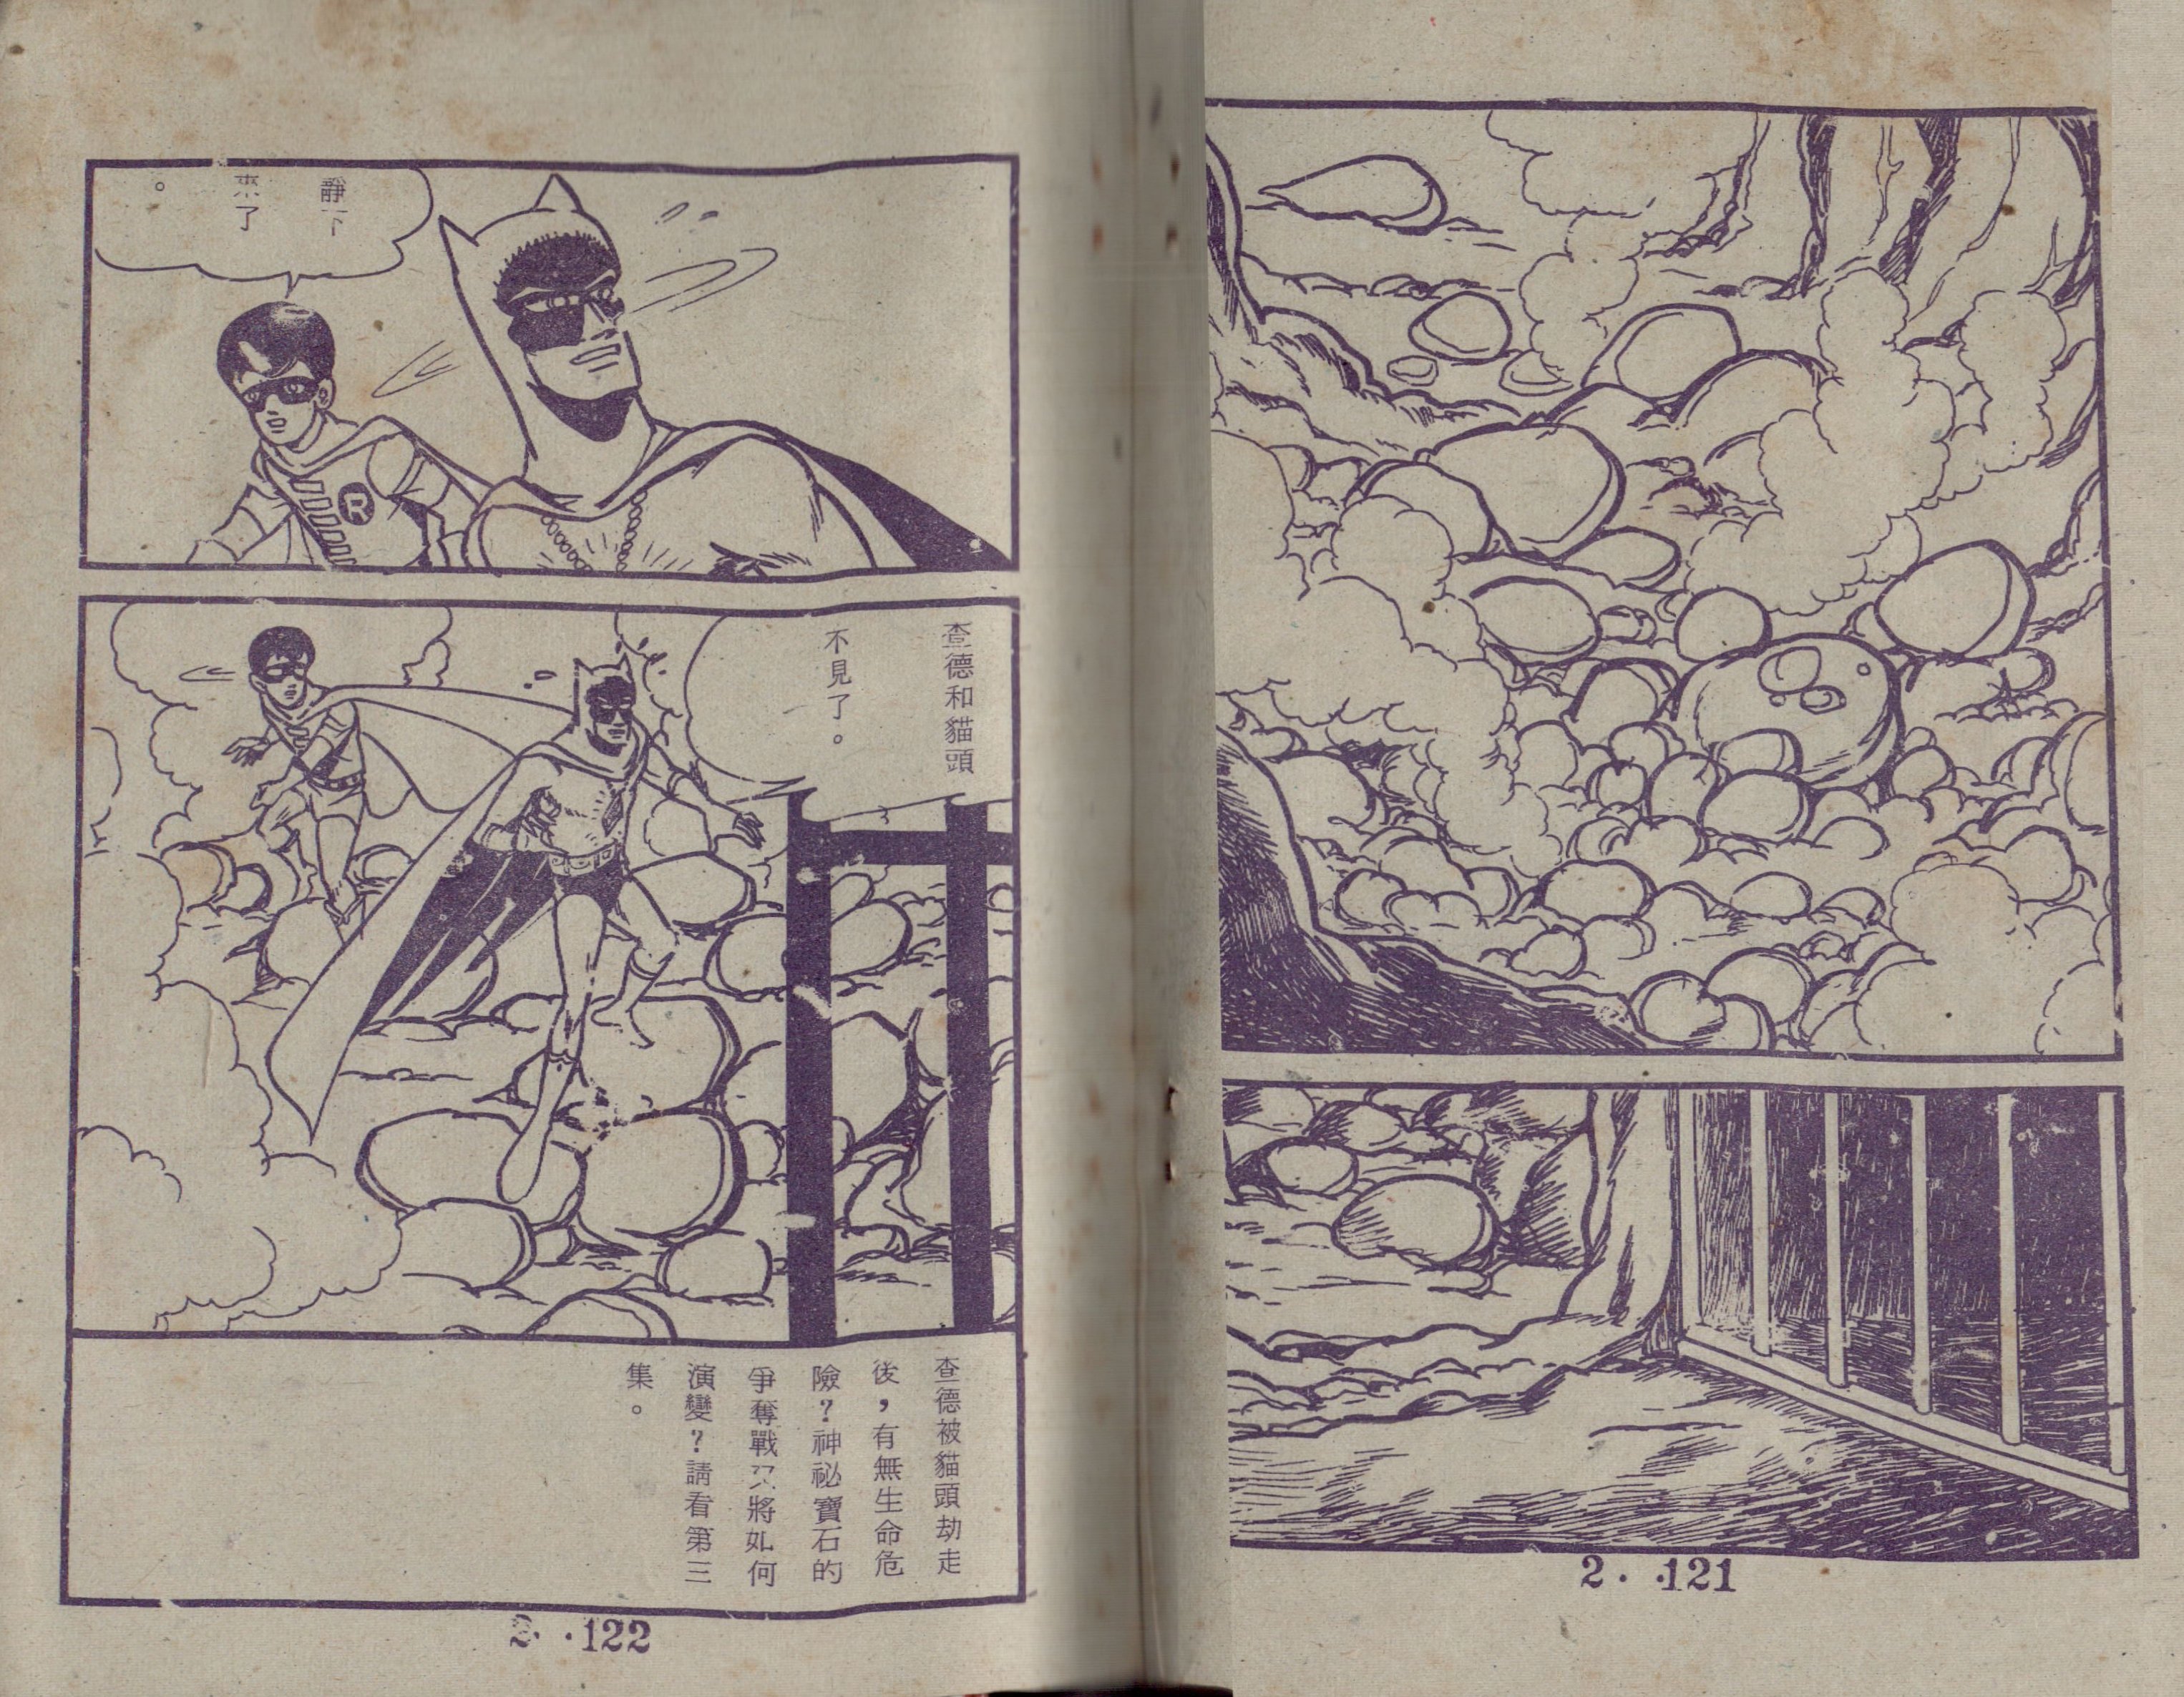 2··121
靜下
來了
。
R
查德和貓頭
不見了。
查德被貓頭劫走
後，有無生命危
險？神祕寶石的
爭奪戰又將如何
演變？請看第三
集。
2··122